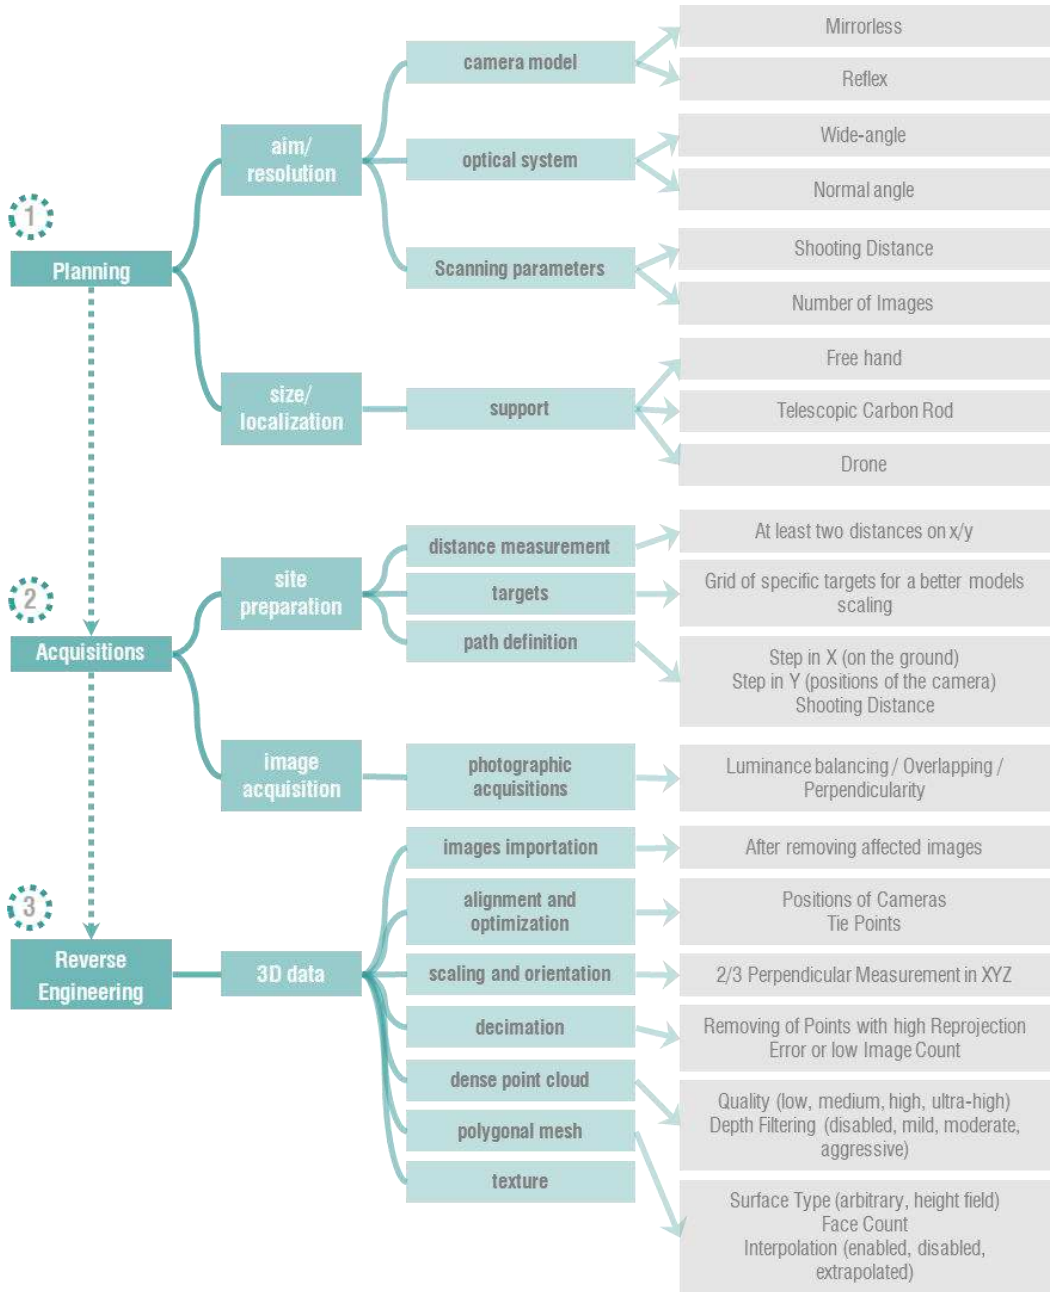 1
Planning
aim/
resolution
camera model
Mirrorless
Reflex
optical system
Wide-angle
Normal angle
Scanning parameters
Shooting Distance
Number of Images
size/
localization
support
Free hand
Telescopic Carbon Rod
Drone
2
Acquisitions
site
preparation
distance measurement
At least two distances on x/y
targets
Grid of specific targets for a better models
scaling
path definition
Step in X (on the ground)
Step in Y (positions of the camera)
Shooting Distance
image
acquisition
photographic
acquisitions
Luminance balancing / Overlapping /
Perpendicularity
3
Reverse
Engineering
3D data
images importation
After removing affected images
alignment and
optimization
Positions of Cameras
Tie Points
scaling and orientation
2/3 Perpendicular Measurement in XYZ
decimation
Removing of Points with high Reprojection
Error or low Image Count
dense point cloud
Quality (low, medium, high, ultra-high)
Depth Filtering (disabled, mild, moderate,
aggressive)
polygonal mesh
Surface Type (arbitrary, height field)
Face Count
Interpolation (enabled, disabled,
extrapolated)
texture